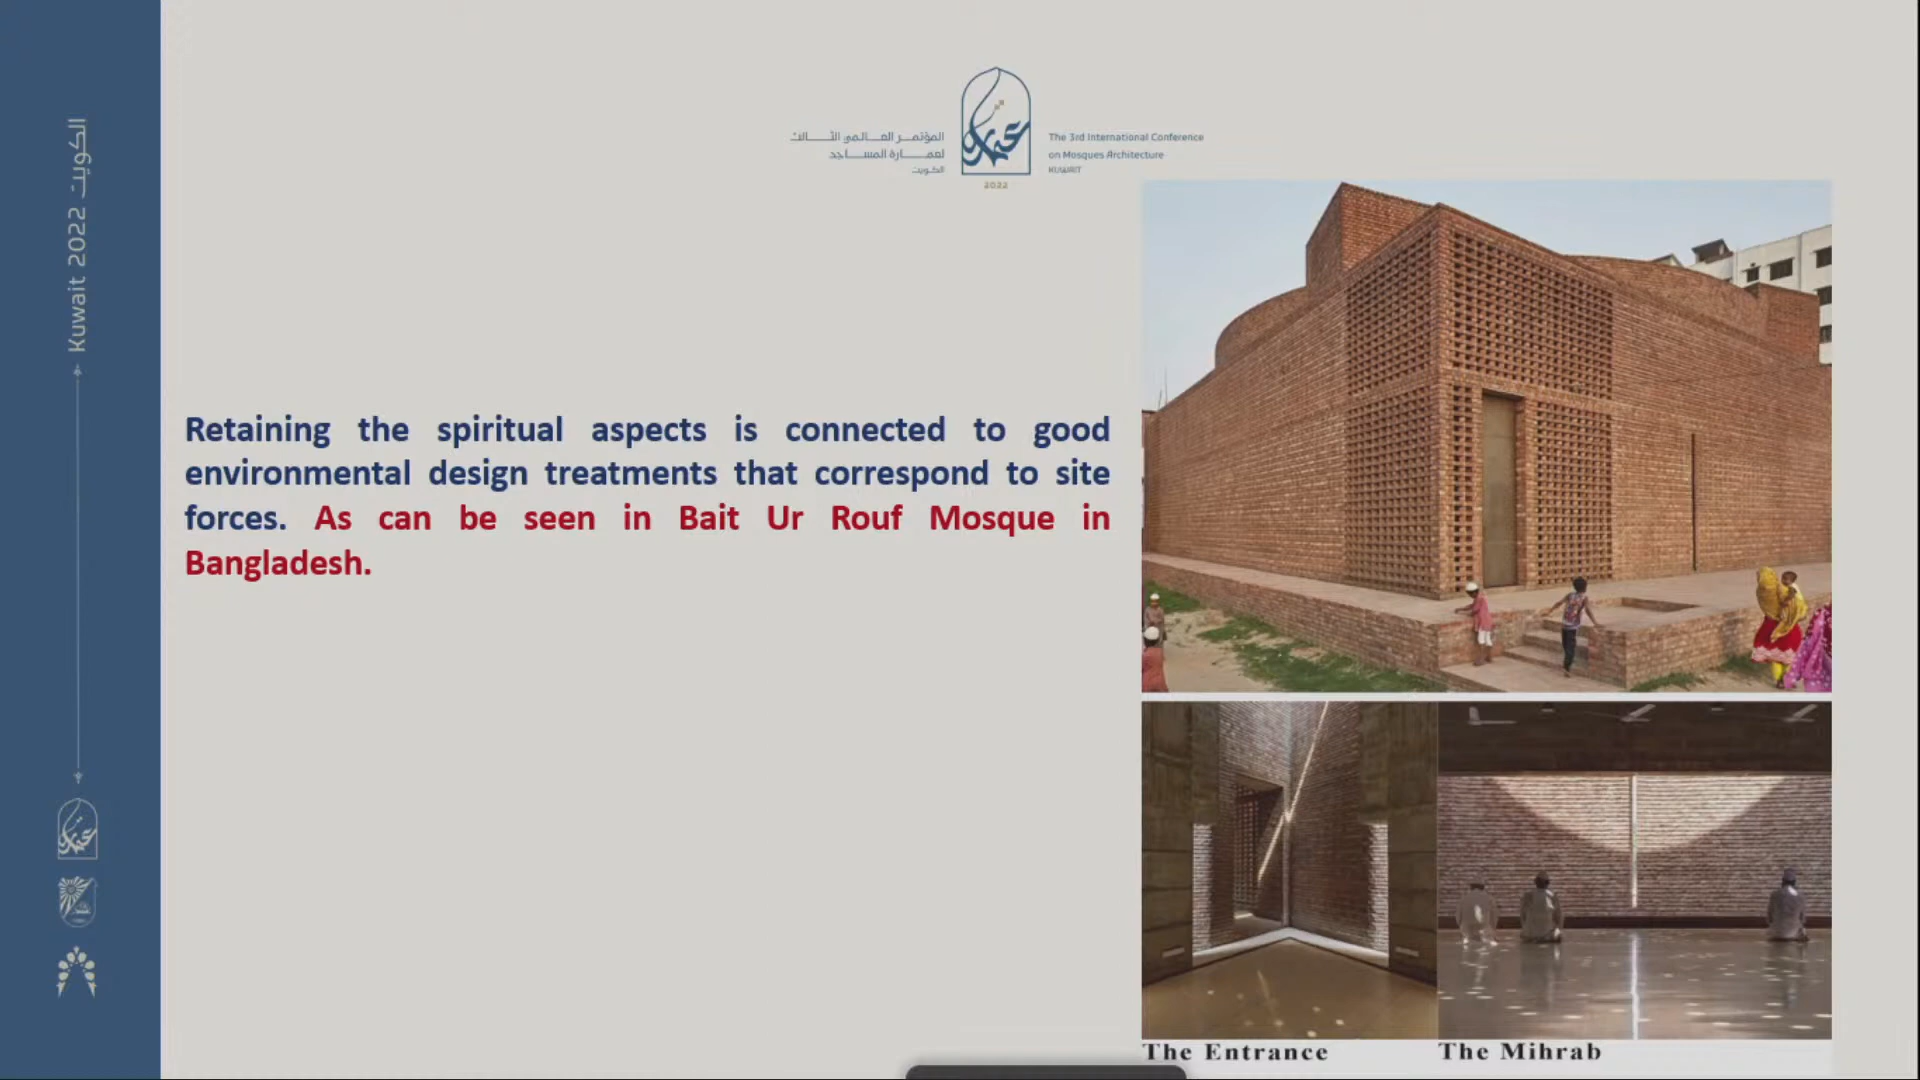 الكويت Kuwait 2022
المؤتمر العالمي الثالث
لعمارة المساجد
الكويت
The 3rd International Conference
on Mosques Architecture
KUWAIT
2022
Retaining the spiritual aspects is connected to good
environmental design treatments that correspond to site
forces. As can be seen in Bait Ur Rouf Mosque in
Bangladesh.
The Entrance
The Mihrab